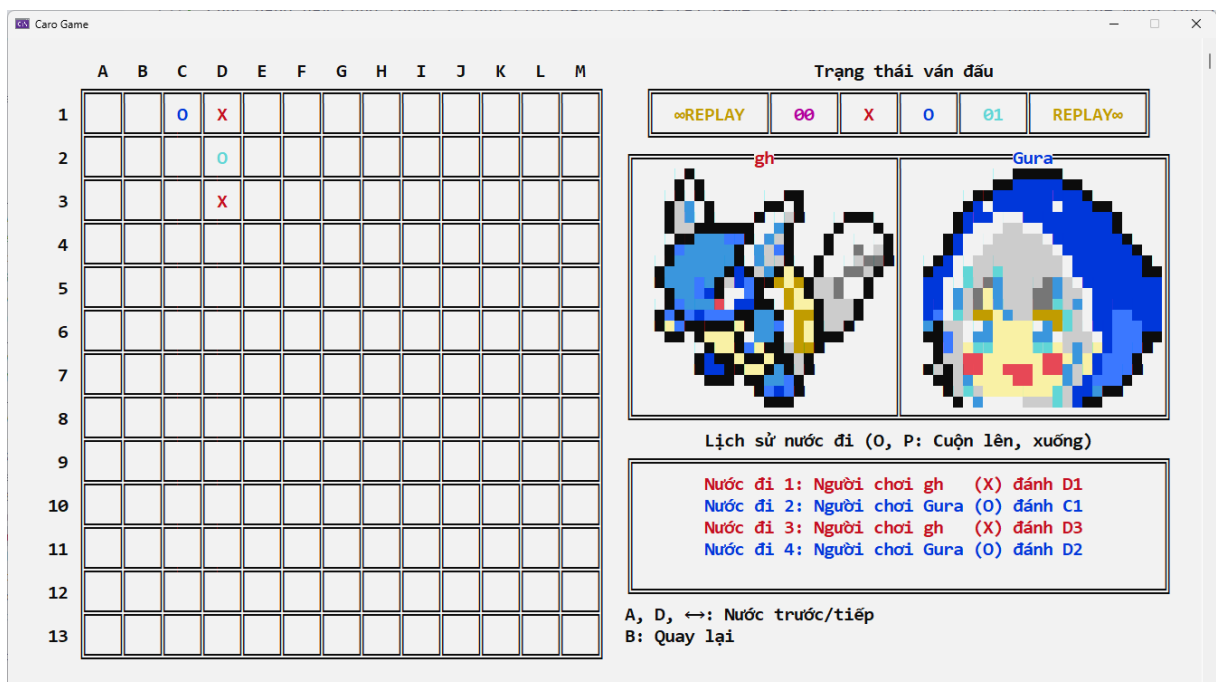 Caro Game
A B C D E F G H I J K L M
1 O X
2 O
3 X
4
5
6
7
8
9
10
11
12
13
Trạng thái ván đấu
∞REPLAY 00 X O 01 REPLAY∞
gh Gura
Lịch sử nước đi (O, P: Cuộn lên, xuống)
Nước đi 1: Người chơi gh (X) đánh D1
Nước đi 2: Người chơi Gura (O) đánh C1
Nước đi 3: Người chơi gh (X) đánh D3
Nước đi 4: Người chơi Gura (O) đánh D2
A, D, ↔: Nước trước/tiếp
B: Quay lại